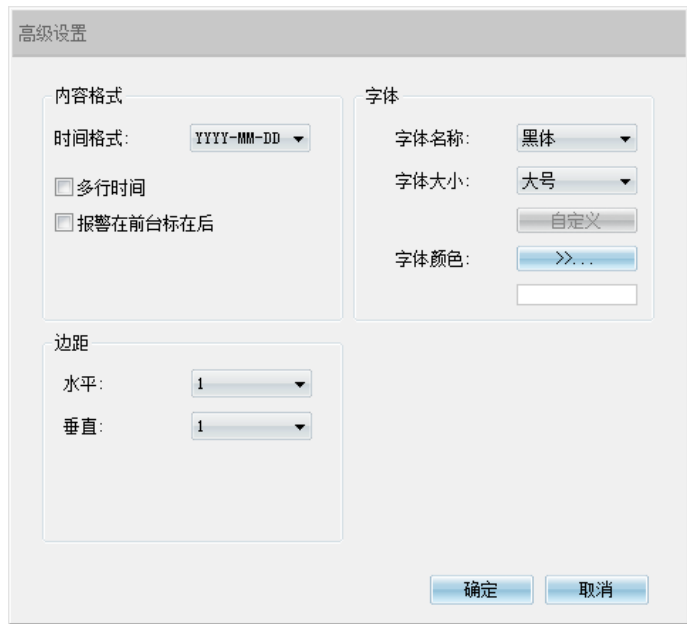 高级设置
内容格式
时间格式: YYYY-MM-DD
多行时间
报警在前台标在后
字体
字体名称: 黑体
字体大小: 大号
自定义
字体颜色: >>...
边距
水平: 1
垂直: 1
确定 取消